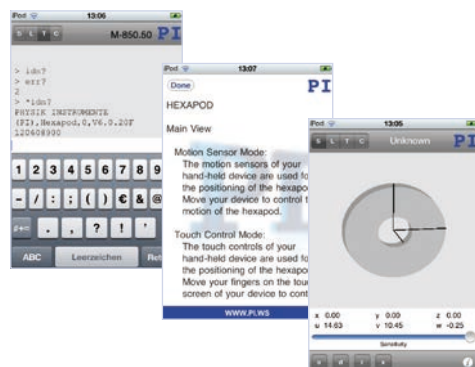 iPod 13:06
S L T C M-850.50 PI
> idn?
> err?
2
> *idn?
PHYSIK INSTRUMENTE
(PI),Hexapod,0,V6.0.20F
120608990
1 2 3 4 5 6 7 8 9
- / : ; ( ) € & @
#+= . , ? ! '
ABC Leerzeichen Ret
iPod 13:07
Done PI
HEXAPOD
Main View
Motion Sensor Mode:
The motion sensors of your
hand-held device are used fo
the positioning of the hexapo
Move your device to control t
motion of the hexapod.
Touch Control Mode:
The touch controls of your
hand-held device are used fo
the positioning of the hexapo
Move your fingers on the touc
screen of your device to cont
WWW.PI.WS
iPod 13:05
S L T C Unknown PI
x 0.00 y 0.00 z 0.00
u 14.63 v 10.45 w -0.25
Sensitivity
i